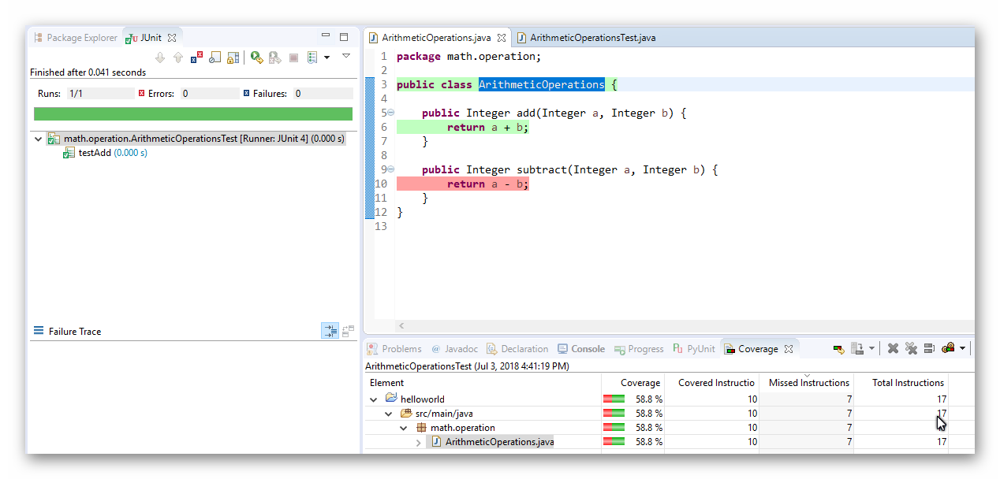 Package Explorer JUnit
Finished after 0.041 seconds
Runs: 1/1 Errors: 0 Failures: 0
math.operation.ArithmeticOperationsTest [Runner: JUnit 4] (0.000 s)
testAdd (0.000 s)
Failure Trace
ArithmeticOperations.java ArithmeticOperationsTest.java
1 package math.operation;
2
3 public class ArithmeticOperations {
4
5 public Integer add(Integer a, Integer b) {
6 return a + b;
7 }
8
9 public Integer subtract(Integer a, Integer b) {
10 return a - b;
11 }
12 }
13
Problems @ Javadoc Declaration Console Progress PyUnit Coverage
ArithmeticOperationsTest (Jul 3, 2018 4:41:19 PM)
Element Coverage Covered Instructio Missed Instructions Total Instructions
helloworld 58.8 % 10 7 17
src/main/java 58.8 % 10 7 17
math.operation 58.8 % 10 7 17
ArithmeticOperations.java 58.8 % 10 7 17